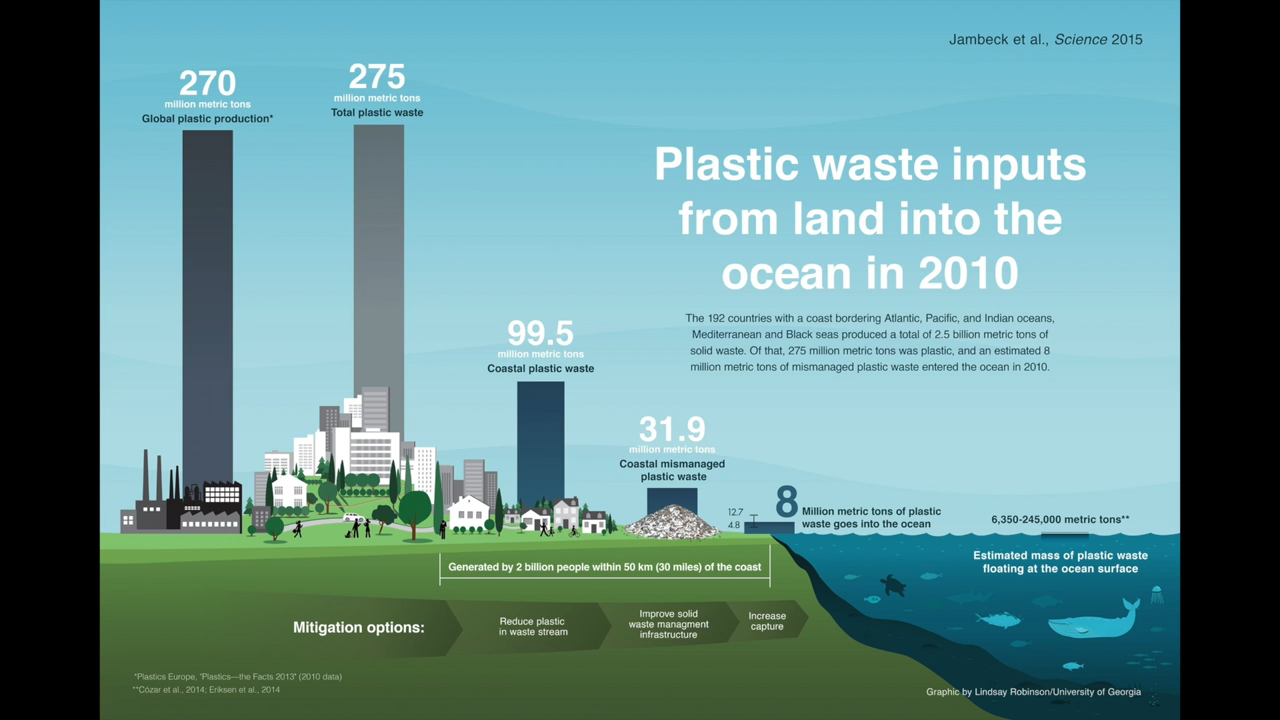 Jambeck et al., Science 2015
270
million metric tons
Global plastic production*
275
million metric tons
Total plastic waste
Plastic waste inputs
from land into the
ocean in 2010
The 192 countries with a coast bordering Atlantic, Pacific, and Indian oceans,
Mediterranean and Black seas produced a total of 2.5 billion metric tons of
solid waste. Of that, 275 million metric tons was plastic, and an estimated 8
million metric tons of mismanaged plastic waste entered the ocean in 2010.
99.5
million metric tons
Coastal plastic waste
31.9
million metric tons
Coastal mismanaged
plastic waste
12.7
4.8
8
Million metric tons of plastic
waste goes into the ocean
6,350-245,000 metric tons**
Estimated mass of plastic waste
floating at the ocean surface
Generated by 2 billion people within 50 km (30 miles) of the coast
Mitigation options:
Reduce plastic
in waste stream
Improve solid
waste managment
infrastructure
Increase
capture
*Plastics Europe, "Plastics—the Facts 2013" (2010 data)
**Cózar et al., 2014; Eriksen et al., 2014
Graphic by Lindsay Robinson/University of Georgia